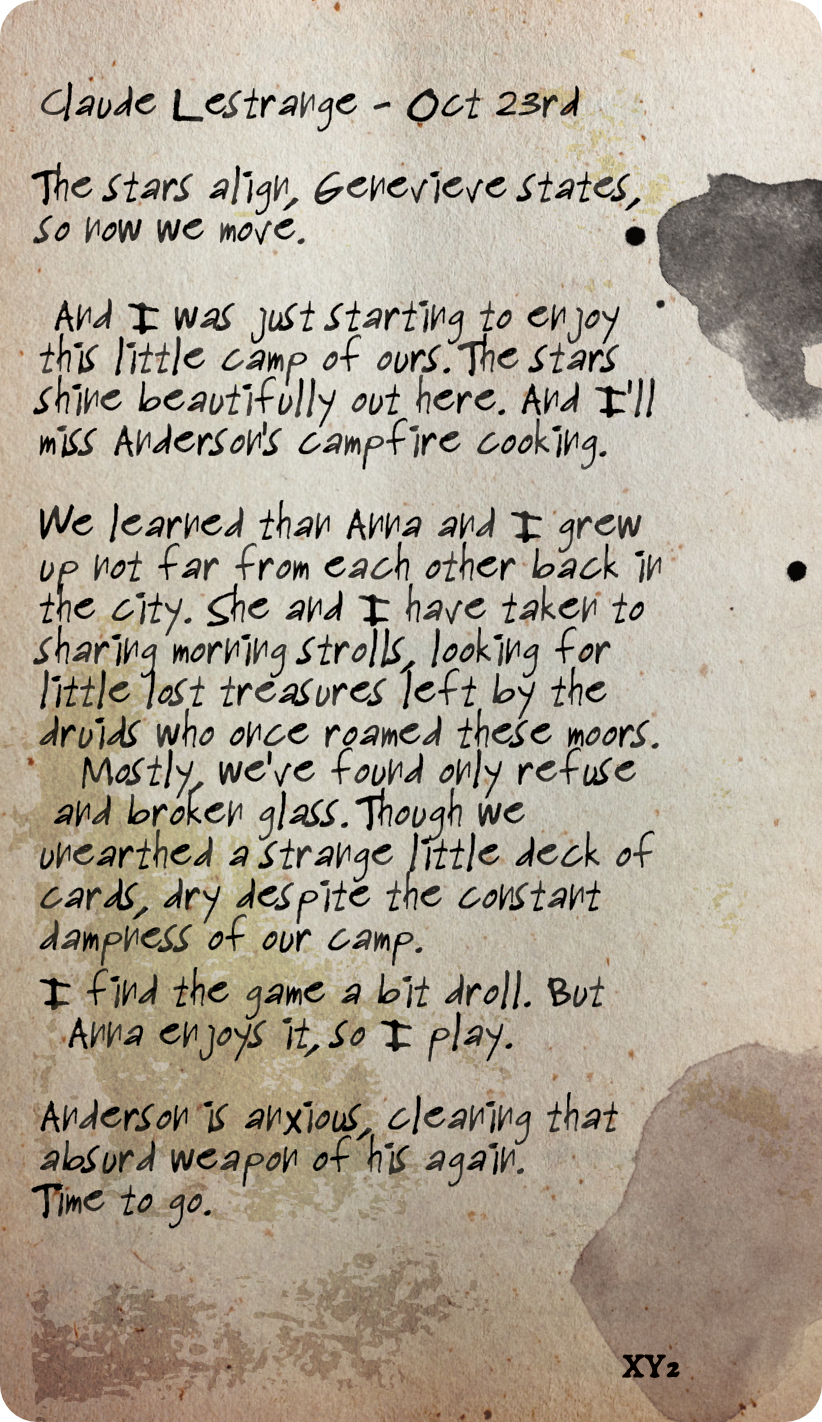 Claude Lestrange - Oct 23rd
The stars align, Genevieve states,
so now we move.
And I was just starting to enjoy
this little camp of ours. The stars
shine beautifully out here. And I'll
miss Anderson's campfire cooking.
We learned than Anna and I grew
up not far from each other back in
the city. She and I have taken to
sharing morning strolls, looking for
little lost treasures left by the
druids who once roamed these moors.
Mostly, we've found only refuse
and broken glass. Though we
unearthed a strange little deck of
cards, dry despite the constant
dampness of our camp.
I find the game a bit droll. But
Anna enjoys it, so I play.
Anderson is anxious, cleaning that
absurd weapon of his again.
Time to go.
XY2